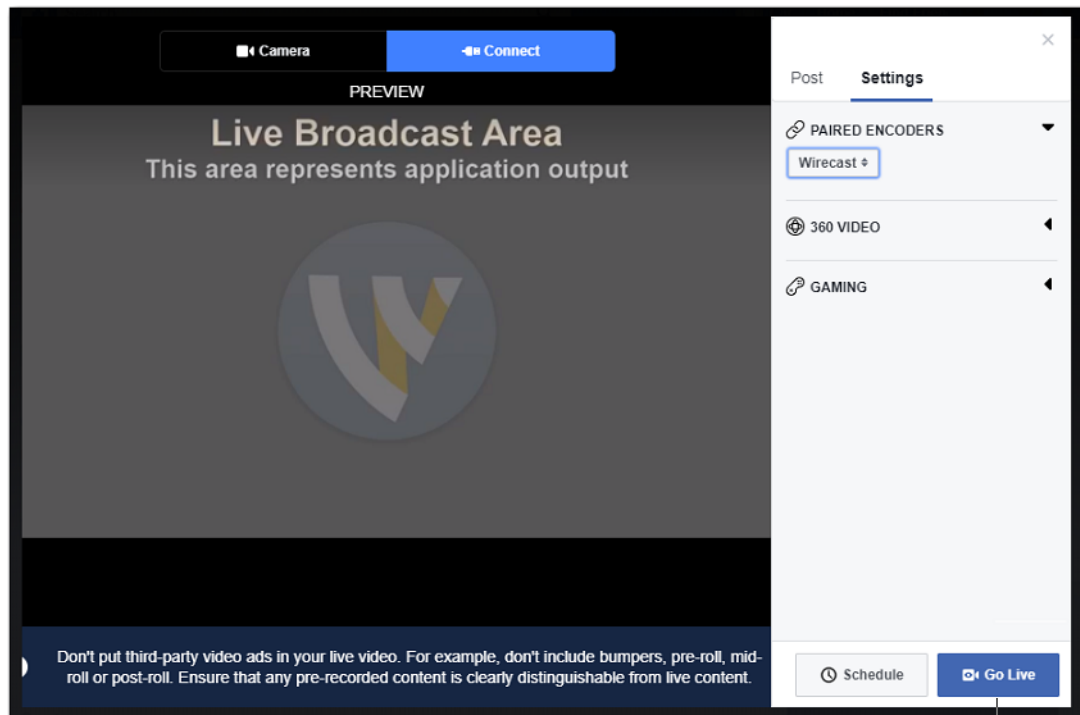 Camera
Connect
PREVIEW
Live Broadcast Area
This area represents application output
Don't put third-party video ads in your live video. For example, don't include bumpers, pre-roll, mid-
roll or post-roll. Ensure that any pre-recorded content is clearly distinguishable from live content.
Post
Settings
PAIRED ENCODERS
Wirecast
360 VIDEO
GAMING
Schedule
Go Live